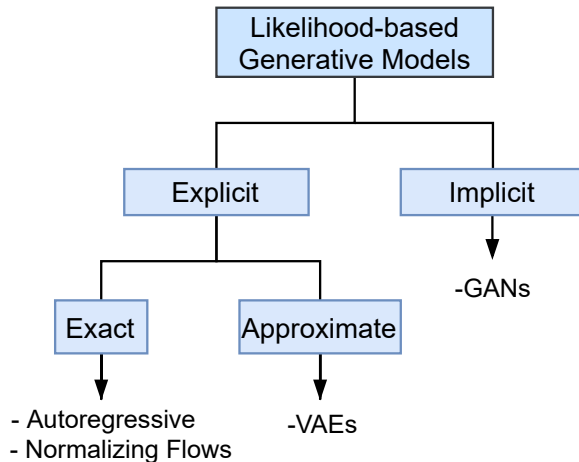 Likelihood-based
Generative Models
Explicit
Implicit
-GANs
Exact
Approximate
- Autoregressive
- Normalizing Flows
-VAEs